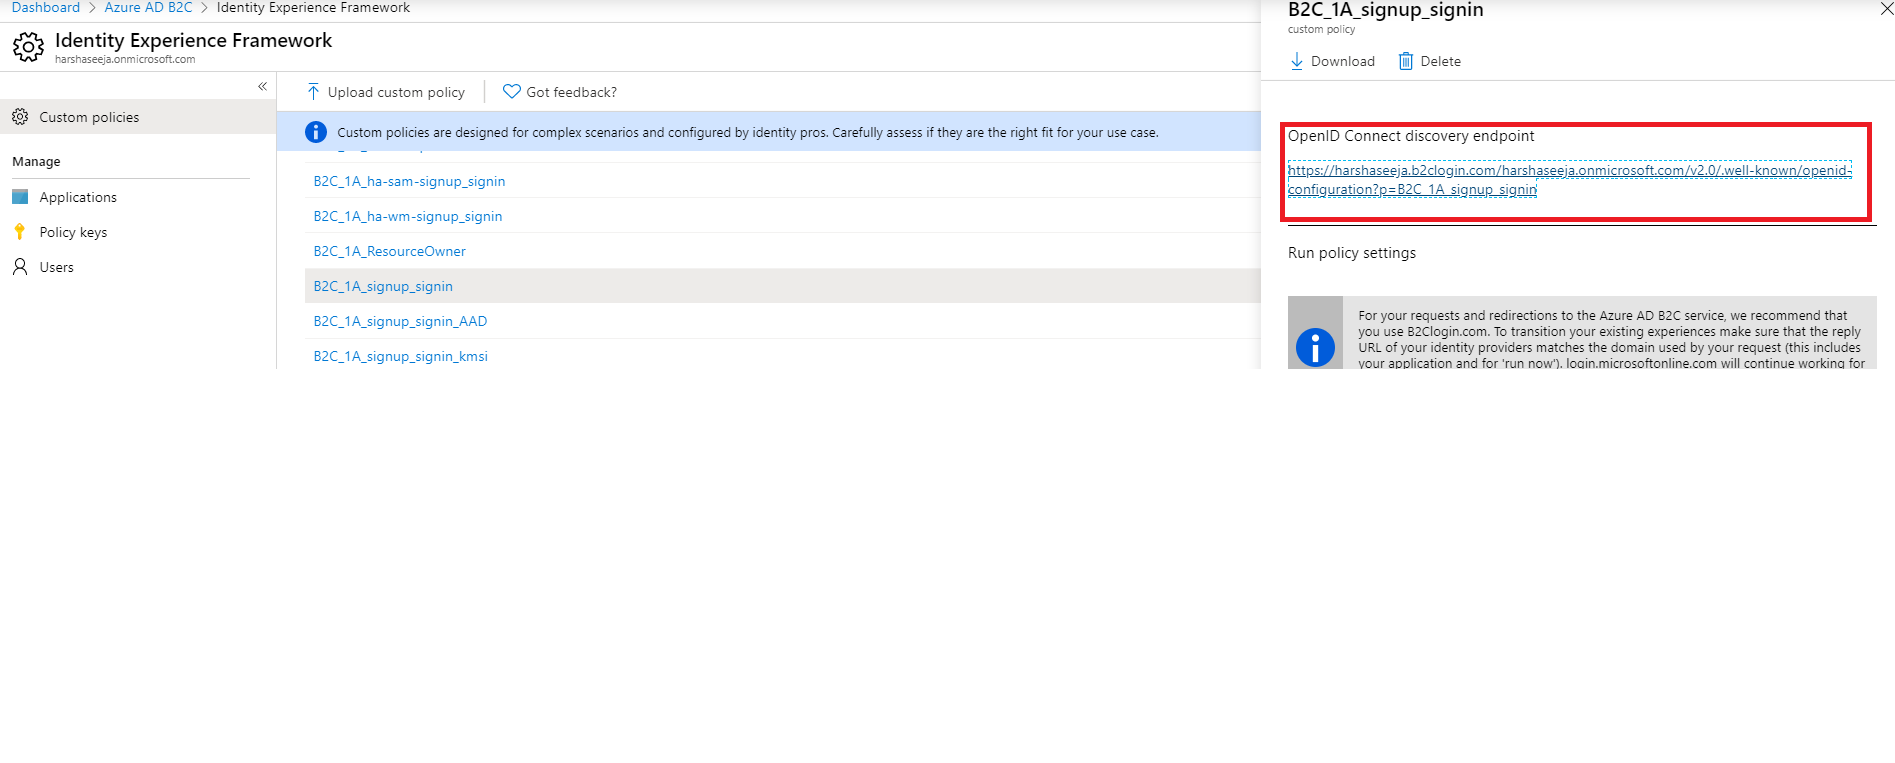 Dashboard > Azure AD B2C > Identity Experience Framework
Identity Experience Framework
harshaseeja.onmicrosoft.com
«
Custom policies
Manage
Applications
Policy keys
Users
Upload custom policy
Got feedback?
Custom policies are designed for complex scenarios and configured by identity pros. Carefully assess if they are the right fit for your use case.
B2C_1A_ha-sam-signup_signin
B2C_1A_ha-wm-signup_signin
B2C_1A_ResourceOwner
B2C_1A_signup_signin
B2C_1A_signup_signin_AAD
B2C_1A_signup_signin_kmsi
B2C_1A_signup_signin
custom policy
Download
Delete
OpenID Connect discovery endpoint
https://harshaseeja.b2clogin.com/harshaseeja.onmicrosoft.com/v2.0/.well-known/openid-
configuration?p=B2C_1A_signup_signin
Run policy settings
For your requests and redirections to the Azure AD B2C service, we recommend that
you use B2Clogin.com. To transition your existing experiences make sure that the reply
URL of your identity providers matches the domain used by your request (this includes
your application and for 'run now'). login.microsoftonline.com will continue working for